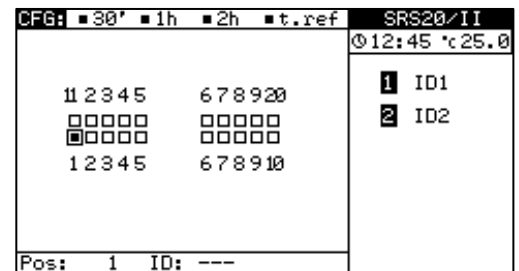 CFG: ▪30' ▪1h ▪2h ▪t.ref
SRS20/II
12:45 °c25.0
11 2 3 4 5 6 7 8 9 20
1 2 3 4 5 6 7 8 9 10
1 ID1
2 ID2
Pos: 1 ID: ---